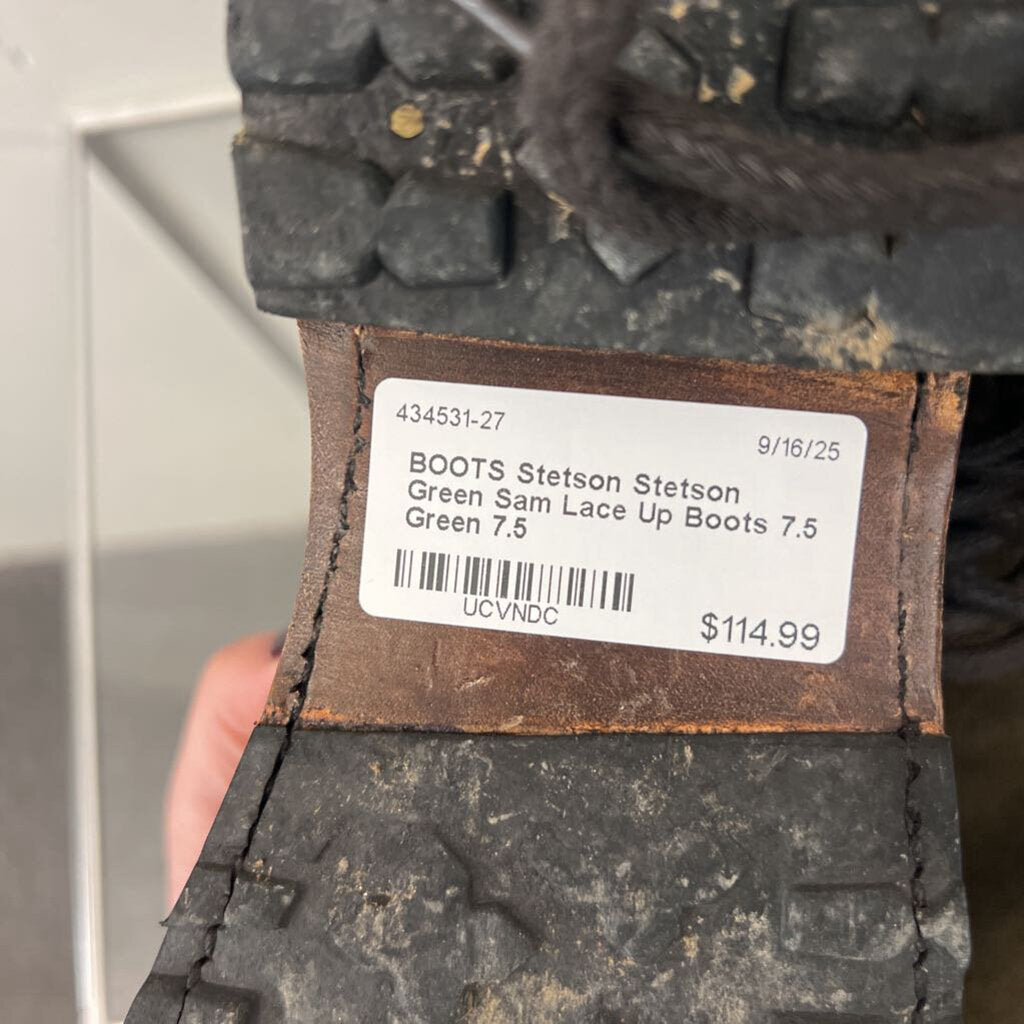 434531-27
9/16/25
BOOTS Stetson Stetson
Green Sam Lace Up Boots 7.5
Green 7.5
UCVNDC
$114.99